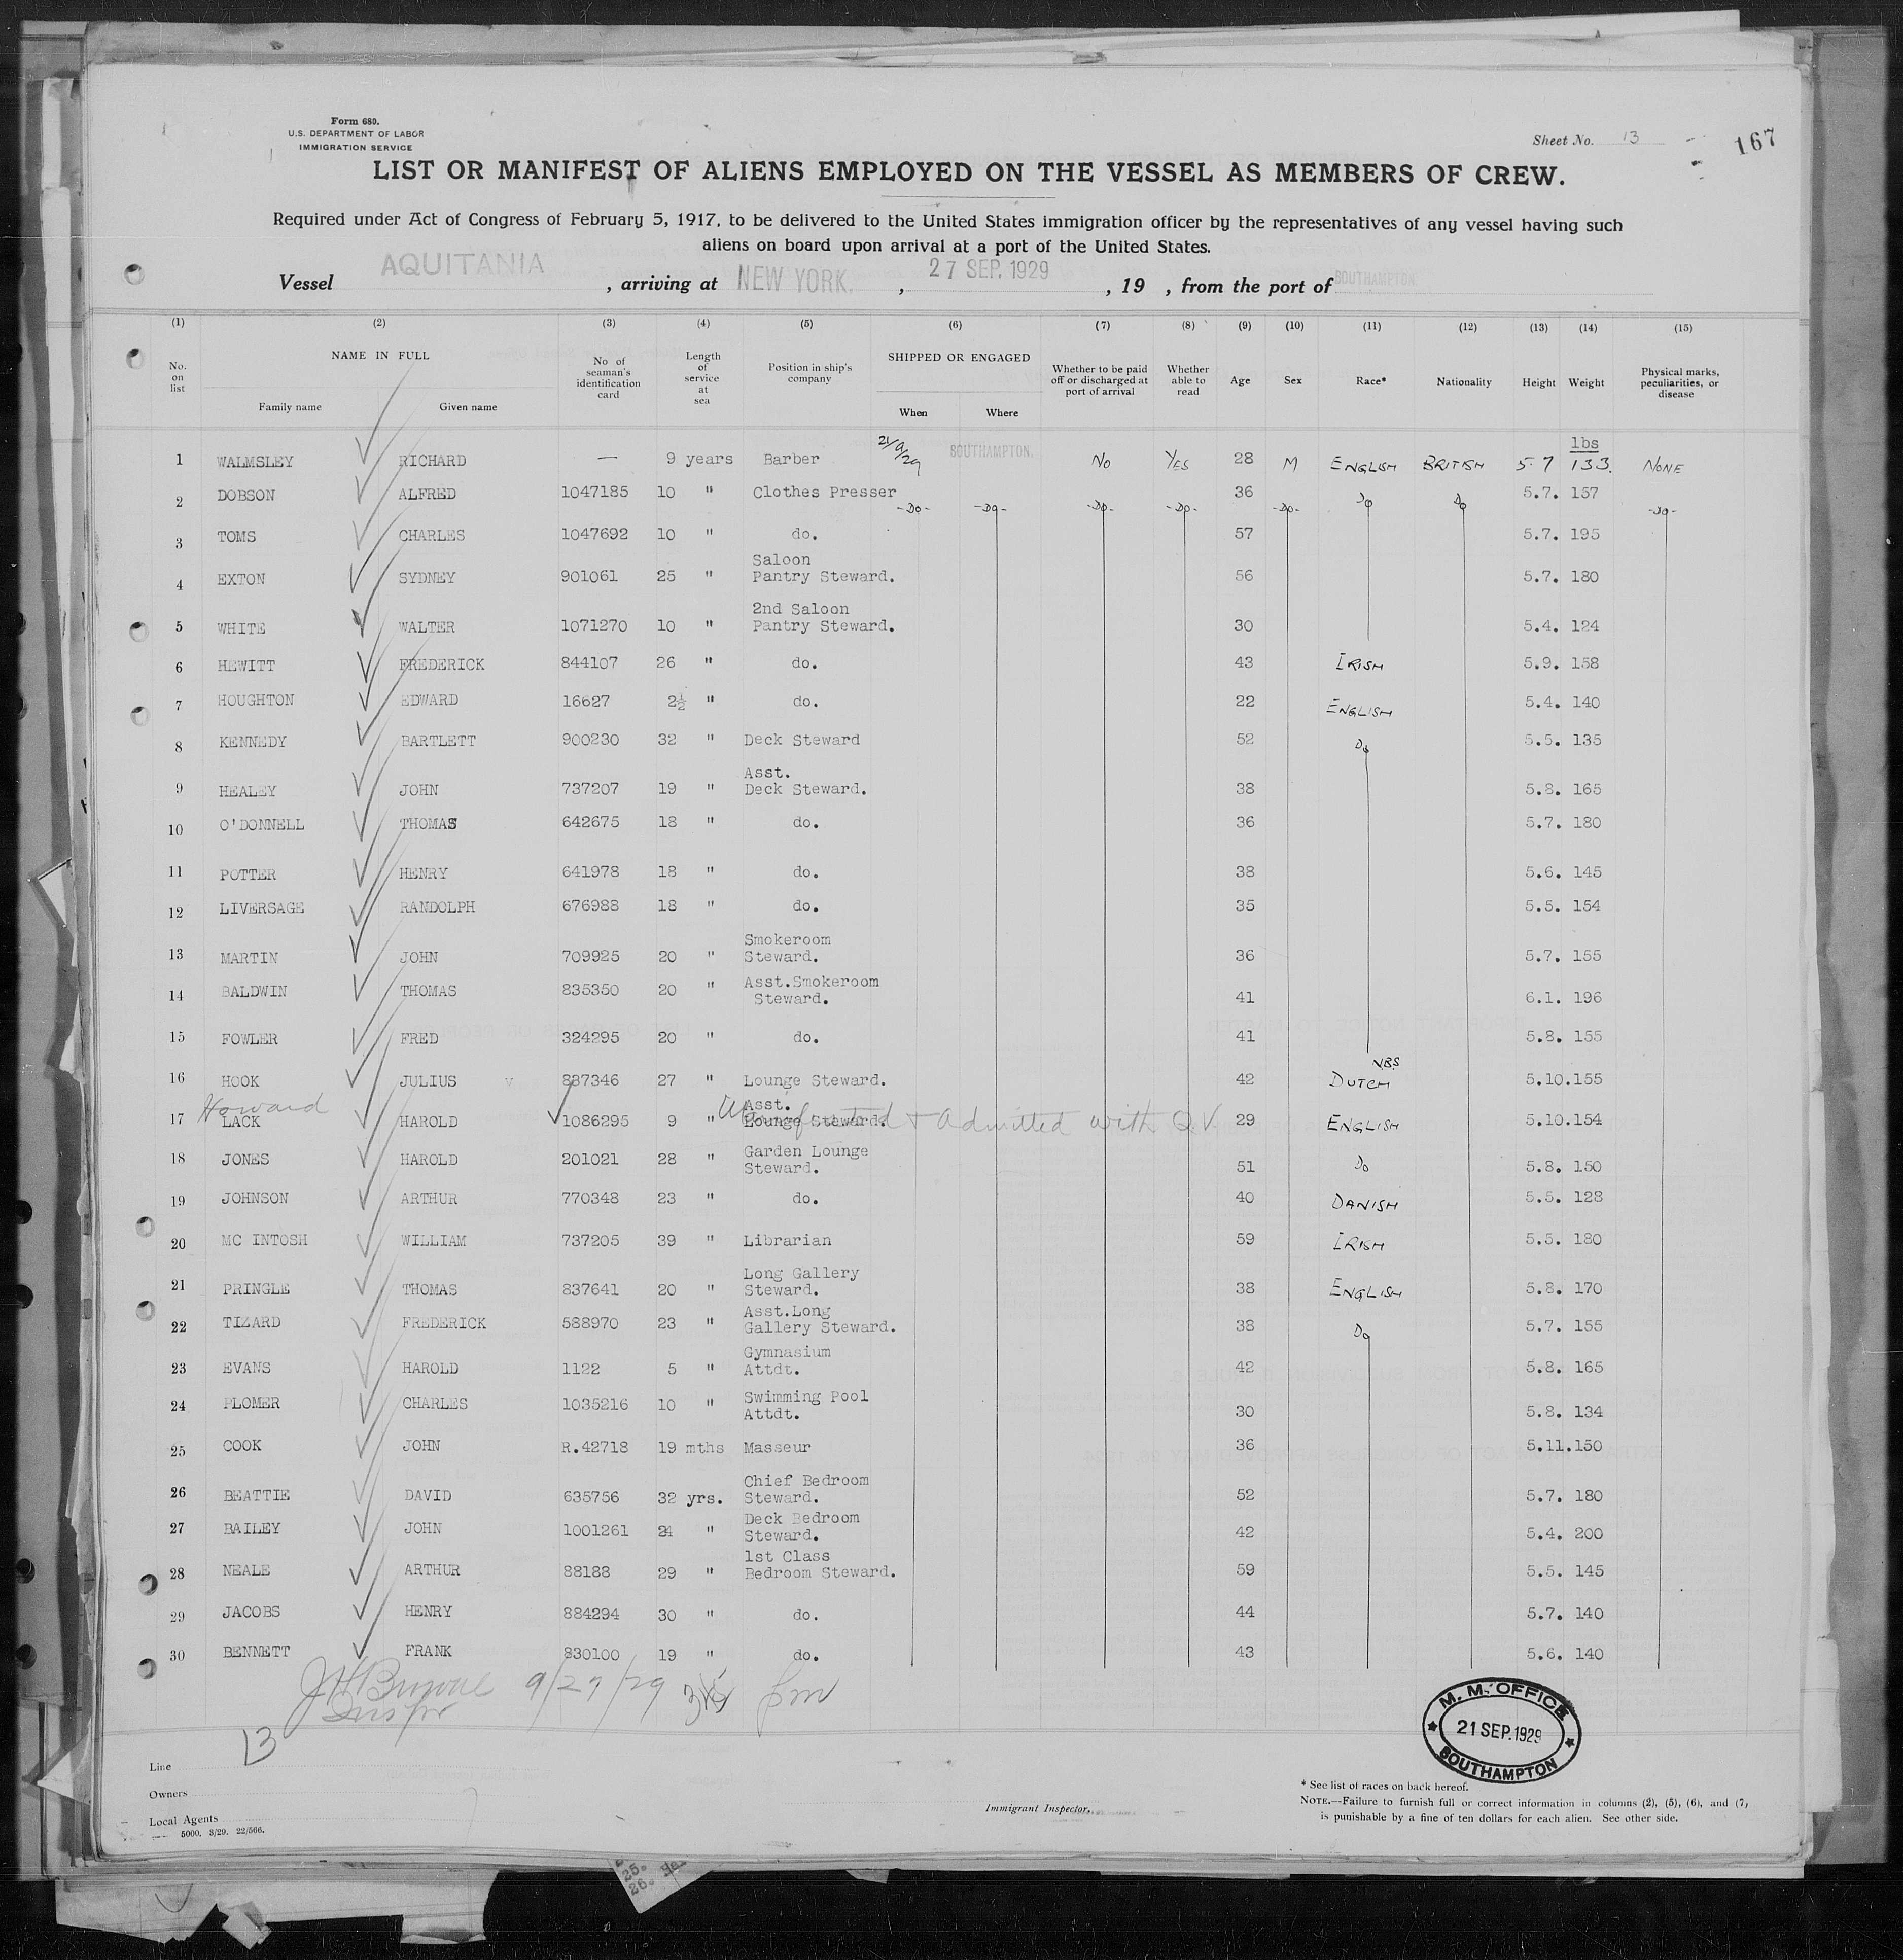 Form 680.
U.S. DEPARTMENT OF LABOR
IMMIGRATION SERVICE
Sheet No. 13
167
LIST OR MANIFEST OF ALIENS EMPLOYED ON THE VESSEL AS MEMBERS OF CREW.
Required under Act of Congress of February 5, 1917, to be delivered to the United States immigration officer by the representatives of any vessel having such
aliens on board upon arrival at a port of the United States.
Vessel AQUITANIA, arriving at NEW YORK., 27 SEP. 1929, 19 , from the port of SOUTHAMPTON
(1) (2) (3) (4) (5) (6) (7) (8) (9) (10) (11) (12) (13) (14) (15)
No. on list NAME IN FULL Family name Given name No of seaman's identification card Length of service at sea Position in ship's company SHIPPED OR ENGAGED When Where Whether to be paid off or discharged at port of arrival Whether able to read Age Sex Race* Nationality Height Weight Physical marks, peculiarities, or disease
lbs
1 WALMSLEY RICHARD — 9 years Barber 21/9/29 SOUTHAMPTON. NO YES 28 M ENGLISH BRITISH 5.7 133. NONE
2 DOBSON ALFRED 1047185 10 " Clothes Presser -DO- -DO- -DO- -DO- 36 -DO- DO DO 5.7. 157 -DO-
3 TOMS CHARLES 1047692 10 " do. 57 5.7. 195
4 EXTON SYDNEY 901061 25 " Saloon Pantry Steward. 56 5.7. 180
5 WHITE WALTER 1071270 10 " 2nd Saloon Pantry Steward. 30 5.4. 124
6 HEWITT FREDERICK 844107 26 " do. 43 IRISH 5.9. 158
7 HOUGHTON EDWARD 16627 2½ " do. 22 ENGLISH 5.4. 140
8 KENNEDY BARTLETT 900230 32 " Deck Steward 52 DO 5.5. 135
9 HEALEY JOHN 737207 19 " Asst. Deck Steward. 38 5.8. 165
10 O'DONNELL THOMAS 642675 18 " do. 36 5.7. 180
11 POTTER HENRY 641978 18 " do. 38 5.6. 145
12 LIVERSAGE RANDOLPH 676988 18 " do. 35 5.5. 154
13 MARTIN JOHN 709925 20 " Smokeroom Steward. 36 5.7. 155
14 BALDWIN THOMAS 835350 20 " Asst.Smokeroom Steward. 41 6.1. 196
15 FOWLER FRED 324295 20 " do. 41 5.8. 155
16 HOOK JULIUS 887346 27 " Lounge Steward. 42 N.B.S DUTCH 5.10.155
Howard
17 LACK HAROLD 1086295 9 " Asst. Lounge Steward. & admitted with Q.V. 29 ENGLISH 5.10.154
18 JONES HAROLD 201021 28 " Garden Lounge Steward. 51 DO 5.8. 150
19 JOHNSON ARTHUR 770348 23 " do. 40 DANISH 5.5. 128
20 MC INTOSH WILLIAM 737205 39 " Librarian 59 IRISH 5.5. 180
21 PRINGLE THOMAS 837641 20 " Long Gallery Steward. 38 ENGLISH 5.8. 170
22 TIZARD FREDERICK 588970 23 " Asst.Long Gallery Steward. 38 DO 5.7. 155
23 EVANS HAROLD 1122 5 " Gymnasium Attdt. 42 5.8. 165
24 PLOMER CHARLES 1035216 10 " Swimming Pool Attdt. 30 5.8. 134
25 COOK JOHN R.42718 19 mths Masseur 36 5.11.150
26 BEATTIE DAVID 635756 32 yrs. Chief Bedroom Steward. 52 5.7. 180
27 BAILEY JOHN 1001261 24 " Deck Bedroom Steward. 42 5.4. 200
28 NEALE ARTHUR 88188 29 " 1st Class Bedroom Steward. 59 5.5. 145
29 JACOBS HENRY 884294 30 " do. 44 5.7. 140
30 BENNETT FRANK 830100 19 " do. 43 5.6. 140
9/27/29
13
M. M. OFFICE
21 SEP. 1929
SOUTHAMPTON
Line
Owners
Local Agents
5000. 3/29. 22/566.
Immigrant Inspector.
* See list of races on back hereof.
NOTE.—Failure to furnish full or correct information in columns (2), (5), (6), and (7)
is punishable by a fine of ten dollars for each alien. See other side.
25.
26.